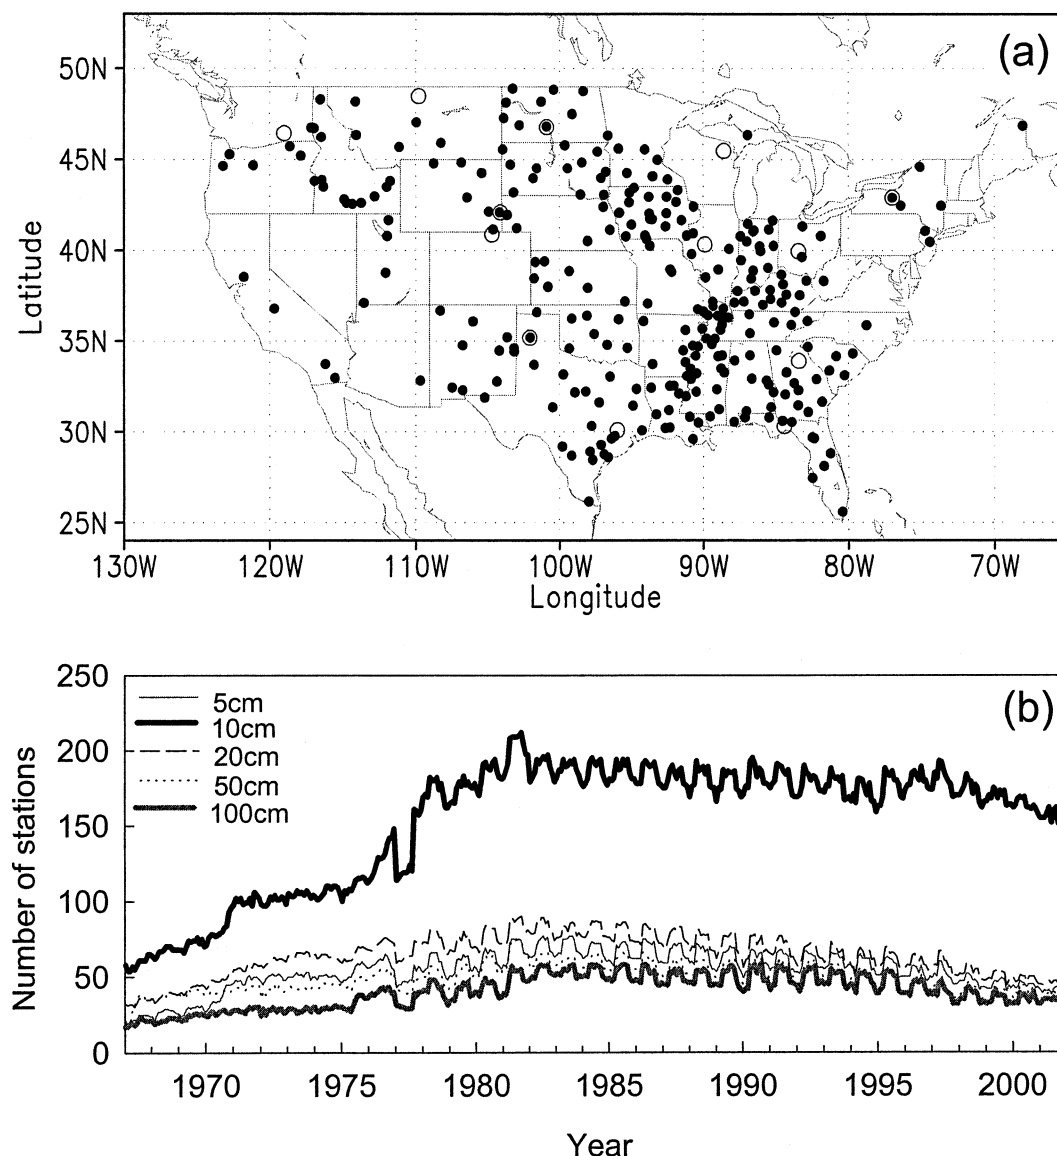 (a)
50N
45N
40N
35N
30N
25N
Latitude
130W 120W 110W 100W 90W 80W 70W
Longitude
250
200
150
100
50
0
Number of stations
(b)
5cm
10cm
20cm
50cm
100cm
1970 1975 1980 1985 1990 1995 2000
Year